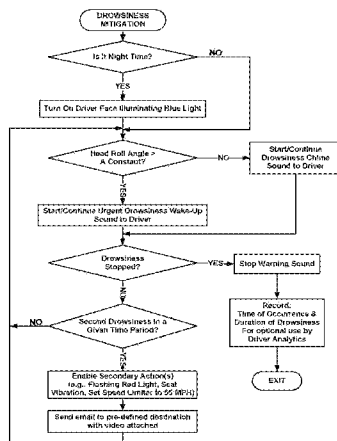 DROWSINESS
MITIGATION
Is it Night Time?
NO
YES
Turn On Driver Face Illuminating Blue Light
Head Roll Angle >
A Constant?
NO
Start/Continue
Drowsiness Chime
Sound to Driver
YES
Start/Continue Urgent Drowsiness Wake-Up
Sound to Driver
Drowsiness
Stopped?
YES
Stop Warning Sound
NO
Record:
Time of Occurrence &
Duration of Drowsiness
For optional use by
Driver Analytics
Second Drowsiness in a
Given Time Period?
NO
YES
EXIT
Enable Secondary Action(s)
(e.g., Flashing Red Light, Seat
Vibration, Set Speed Limiter to 55 MPH)
Send email to pre-defined destination
with video attached